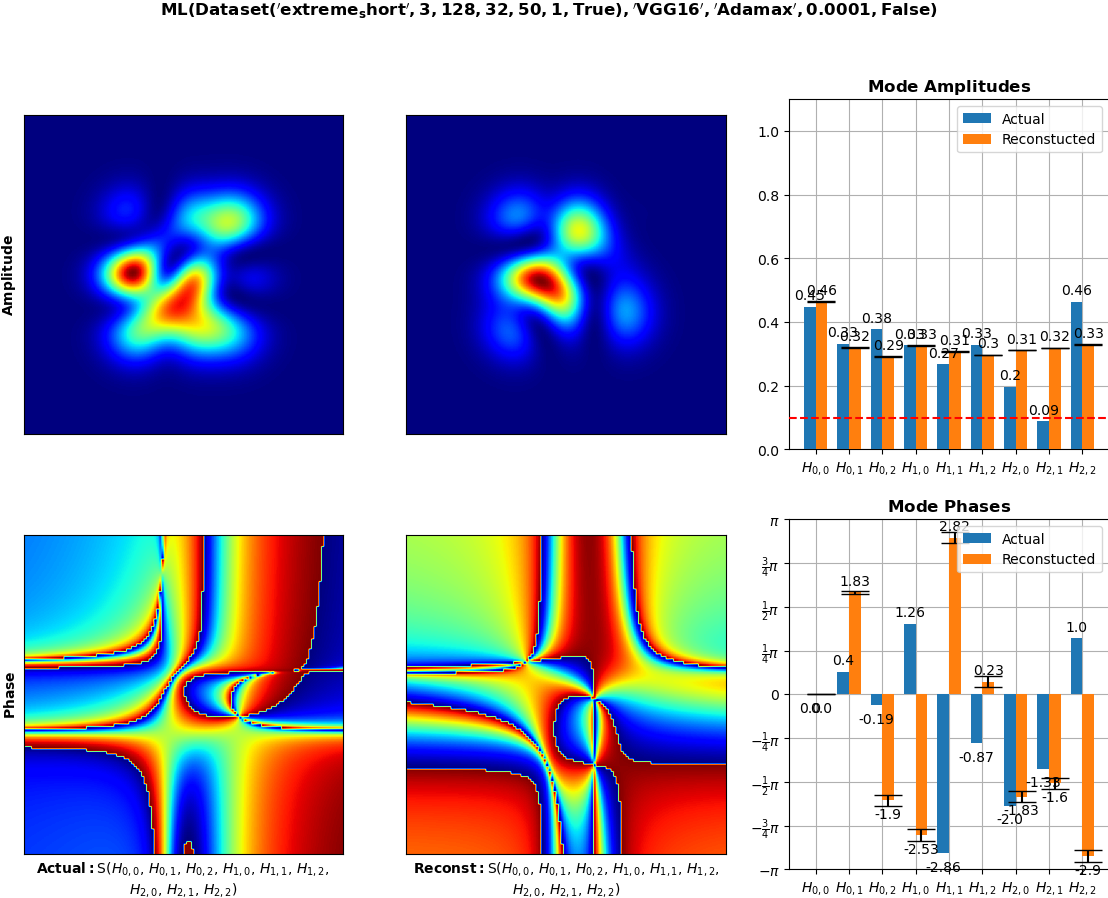 ML(Dataset('extreme_short', 3, 128, 32, 50, 1, True), 'VGG16', 'Adamax', 0.0001, False)
Amplitude
Mode Amplitudes
Actual
Reconstucted
1.0
0.8
0.6
0.4
0.2
0.0
0.45
0.46
0.33
0.32
0.38
0.29
0.33
0.33
0.27
0.31
0.33
0.3
0.2
0.31
0.09
0.32
0.46
0.33
H0,0 H0,1 H0,2 H1,0 H1,1 H1,2 H2,0 H2,1 H2,2
Phase
Mode Phases
Actual
Reconstucted
π
3/4π
1/2π
1/4π
0
−1/4π
−1/2π
−3/4π
−π
0.0
0.0
0.4
1.83
-0.19
-1.9
1.26
-2.53
-2.86
2.82
-0.87
0.23
-2.0
-1.83
-1.6
1.0
-2.9
H0,0 H0,1 H0,2 H1,0 H1,1 H1,2 H2,0 H2,1 H2,2
Actual: S(H0,0, H0,1, H0,2, H1,0, H1,1, H1,2,
H2,0, H2,1, H2,2)
Reconst: S(H0,0, H0,1, H0,2, H1,0, H1,1, H1,2,
H2,0, H2,1, H2,2)